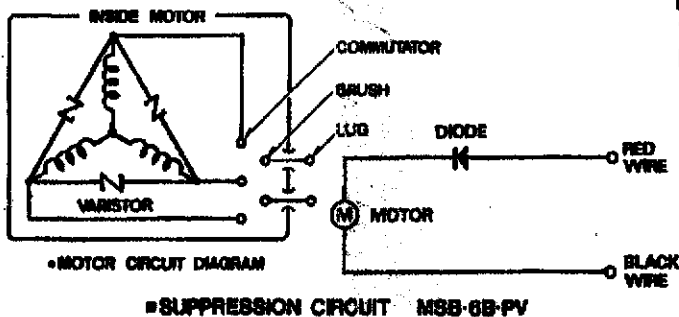 INSIDE MOTOR
COMMUTATOR
BRUSH
LUG
VARISTOR
•MOTOR CIRCUIT DIAGRAM
DIODE
M
MOTOR
RED
WIRE
BLACK
WIRE
■SUPPRESSION CIRCUIT MSB-6B-PV